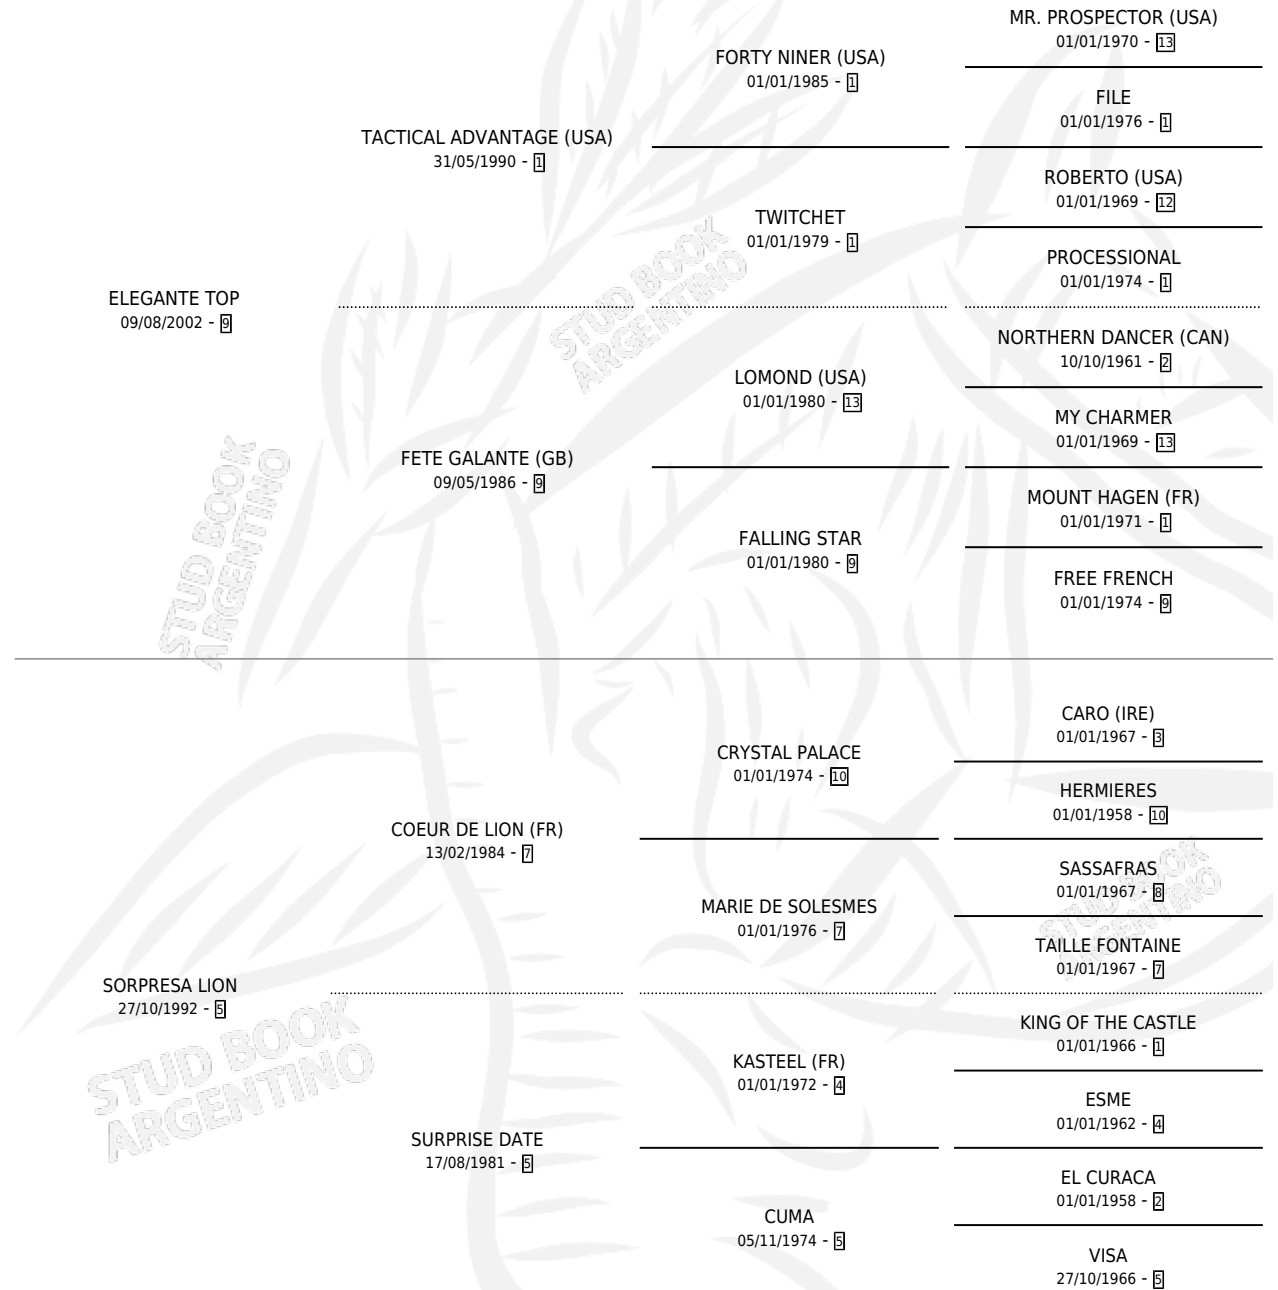 MR. PROSPECTOR (USA)
01/01/1970 - 13
FORTY NINER (USA)
01/01/1985 - 1
FILE
01/01/1976 - 1
TACTICAL ADVANTAGE (USA)
31/05/1990 - 1
ROBERTO (USA)
01/01/1969 - 12
TWITCHET
01/01/1979 - 1
PROCESSIONAL
01/01/1974 - 1
ELEGANTE TOP
09/08/2002 - 9
NORTHERN DANCER (CAN)
10/10/1961 - 2
LOMOND (USA)
01/01/1980 - 13
MY CHARMER
01/01/1969 - 13
FETE GALANTE (GB)
09/05/1986 - 9
MOUNT HAGEN (FR)
01/01/1971 - 1
FALLING STAR
01/01/1980 - 9
FREE FRENCH
01/01/1974 - 9
STUD BOOK
ARGENTINO
STUD BOOK
ARGENTINO
CARO (IRE)
01/01/1967 - 3
CRYSTAL PALACE
01/01/1974 - 10
HERMIERES
01/01/1958 - 10
COEUR DE LION (FR)
13/02/1984 - 7
SASSAFRAS
01/01/1967 - 8
MARIE DE SOLESMES
01/01/1976 - 7
TAILLE FONTAINE
01/01/1967 - 7
SORPRESA LION
27/10/1992 - 5
KING OF THE CASTLE
01/01/1966 - 1
KASTEEL (FR)
01/01/1972 - 4
ESME
01/01/1962 - 4
SURPRISE DATE
17/08/1981 - 5
EL CURACA
01/01/1958 - 2
CUMA
05/11/1974 - 5
VISA
27/10/1966 - 5
STUD BOOK
ARGENTINO
STUD BOOK
ARGENTINO